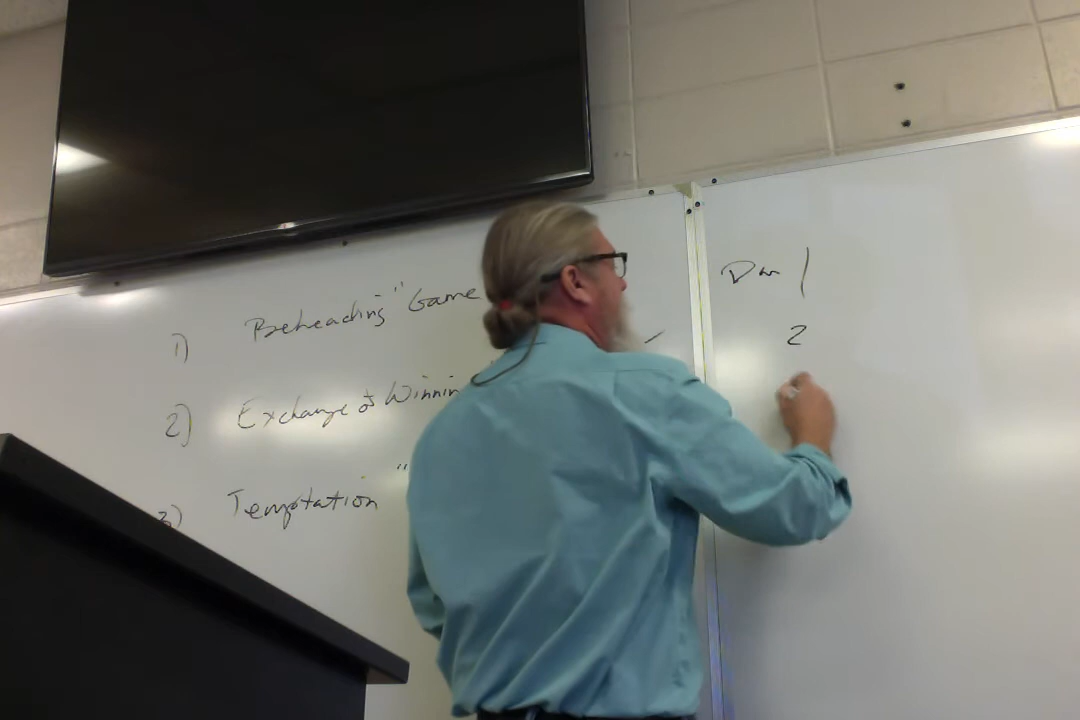 1) Beheading " Game
2) Exchange of Winnin
3) Temptation "
Day 1
2